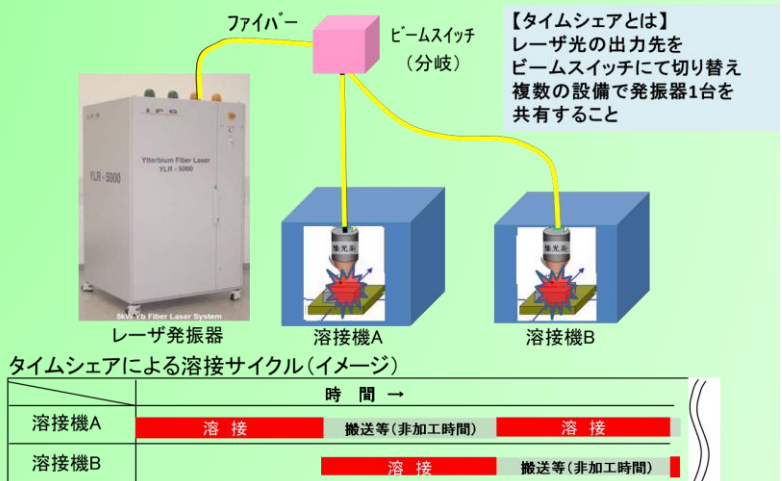 ファイバー
ビームスイッチ
(分岐)
【タイムシェアとは】
レーザ光の出力先を
ビームスイッチにて切り替え
複数の設備で発振器1台を
共有すること
IPG
YLR-5000
Ytterbium Fiber Laser
YLR - 5000
5kW Yb Fiber Laser System
集光系
集光系
レーザ発振器
溶接機A
溶接機B
タイムシェアによる溶接サイクル(イメージ)
時 間 →
溶接機A
溶 接
搬送等(非加工時間)
溶 接
溶接機B
溶 接
搬送等(非加工時間)